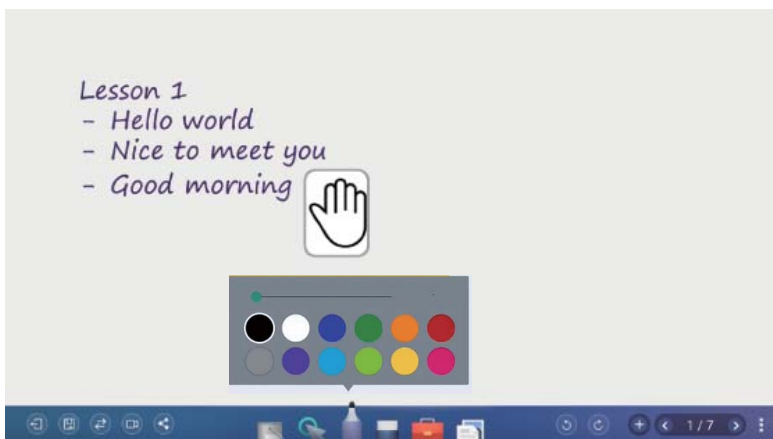 Lesson 1
- Hello world
- Nice to meet you
- Good morning
1/7